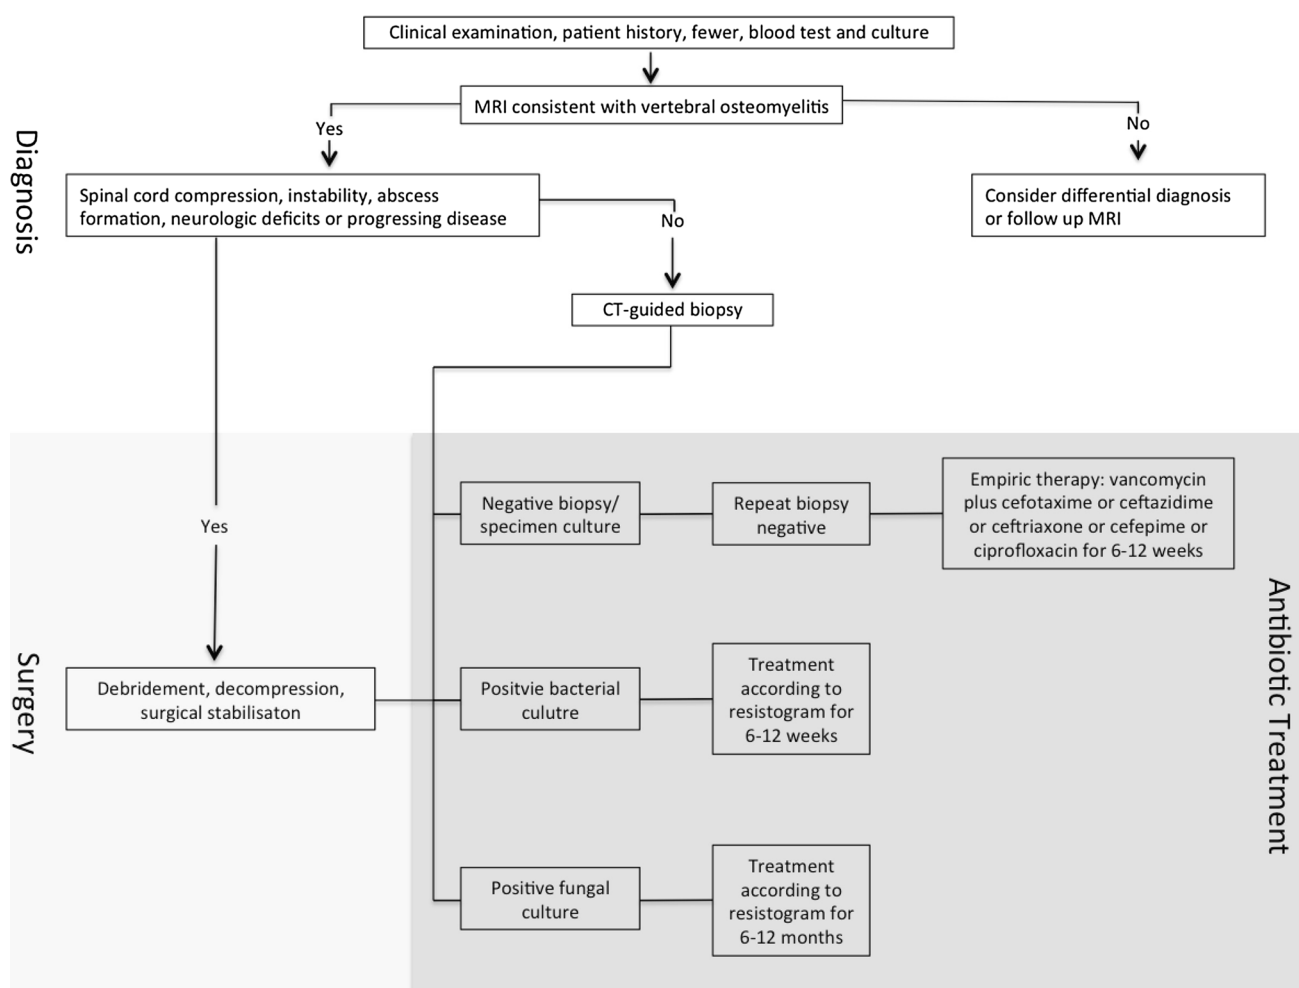 Clinical examination, patient history, fewer, blood test and culture
MRI consistent with vertebral osteomyelitis
Yes
No
Diagnosis
Spinal cord compression, instability, abscess
formation, neurologic deficits or progressing disease
No
Consider differential diagnosis
or follow up MRI
CT-guided biopsy
Yes
Negative biopsy/
specimen culture
Repeat biopsy
negative
Empiric therapy: vancomycin
plus cefotaxime or ceftazidime
or ceftriaxone or cefepime or
ciprofloxacin for 6-12 weeks
Surgery
Debridement, decompression,
surgical stabilisaton
Positvie bacterial
culutre
Treatment
according to
resistogram for
6-12 weeks
Antibiotic Treatment
Positive fungal
culture
Treatment
according to
resistogram for
6-12 months